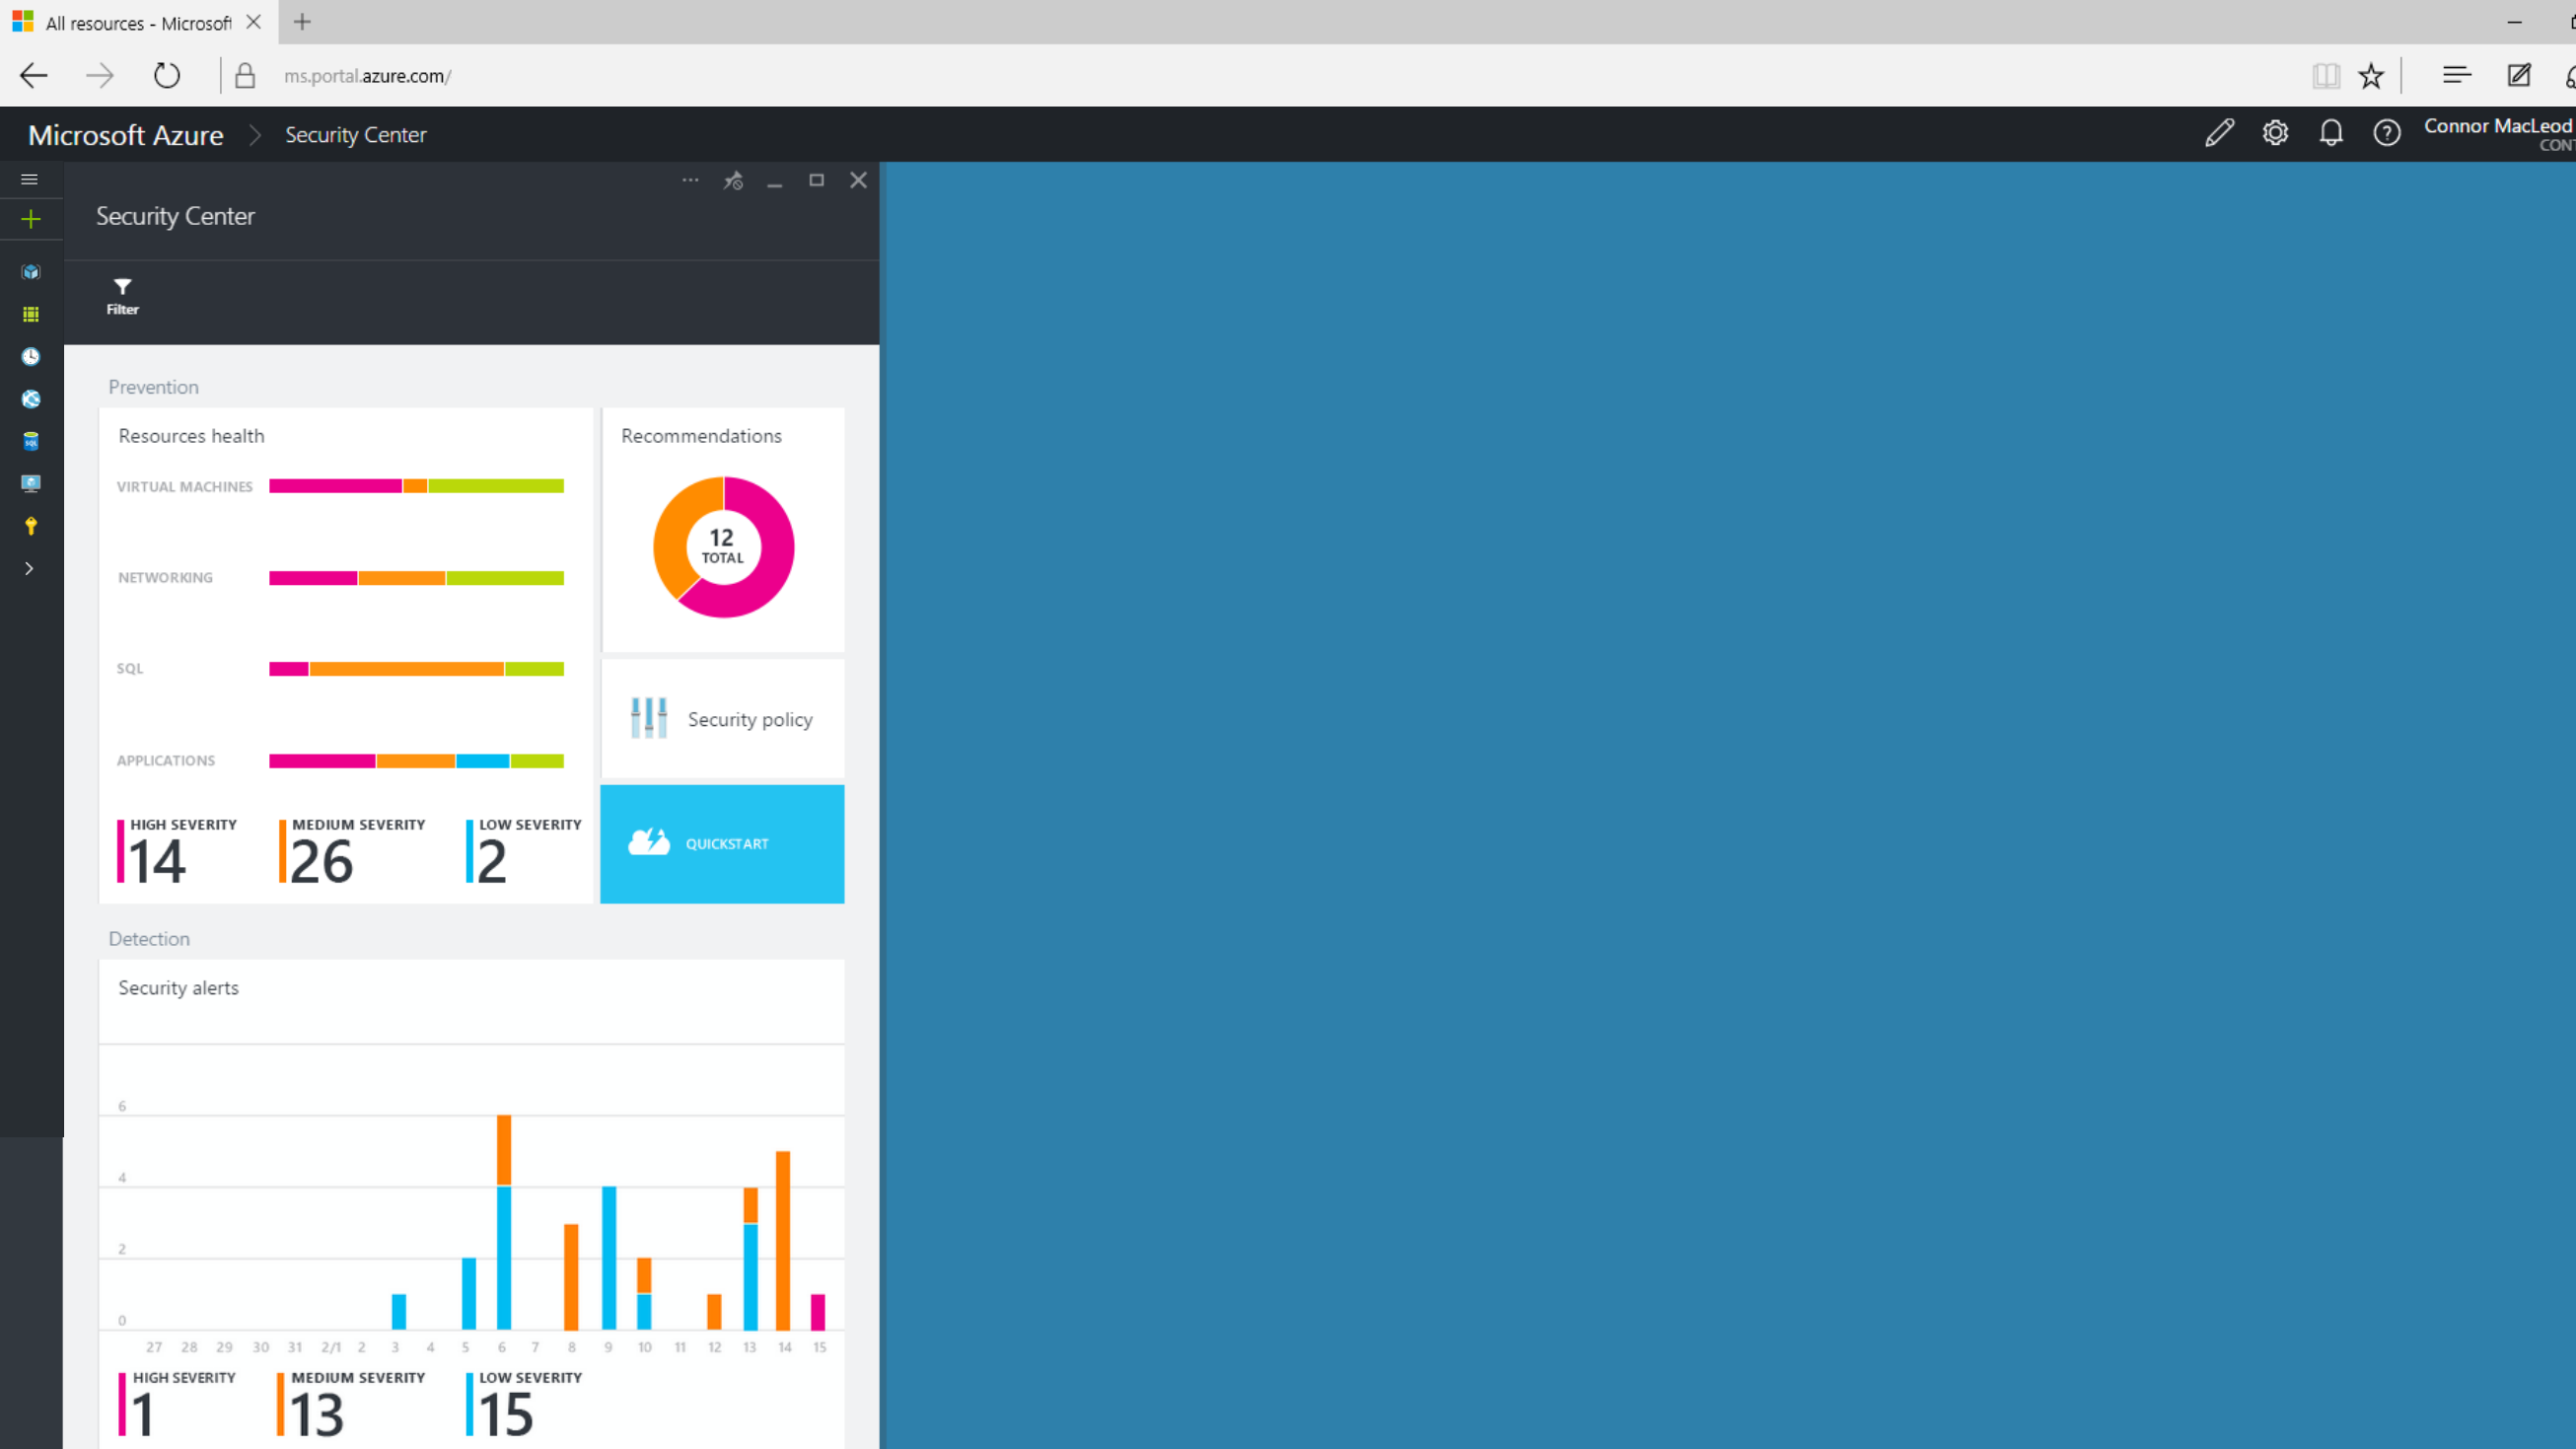 All resources - Microsoft
ms.portal.azure.com/
Microsoft Azure
Security Center
Connor MacLeod
Security Center
Filter
Prevention
Resources health
VIRTUAL MACHINES
NETWORKING
SQL
APPLICATIONS
HIGH SEVERITY
14
MEDIUM SEVERITY
26
LOW SEVERITY
2
Recommendations
12
TOTAL
Security policy
QUICKSTART
Detection
Security alerts
6
4
2
0
27 28 29 30 31 2/1 2 3 4 5 6 7 8 9 10 11 12 13 14 15
HIGH SEVERITY
1
MEDIUM SEVERITY
13
LOW SEVERITY
15